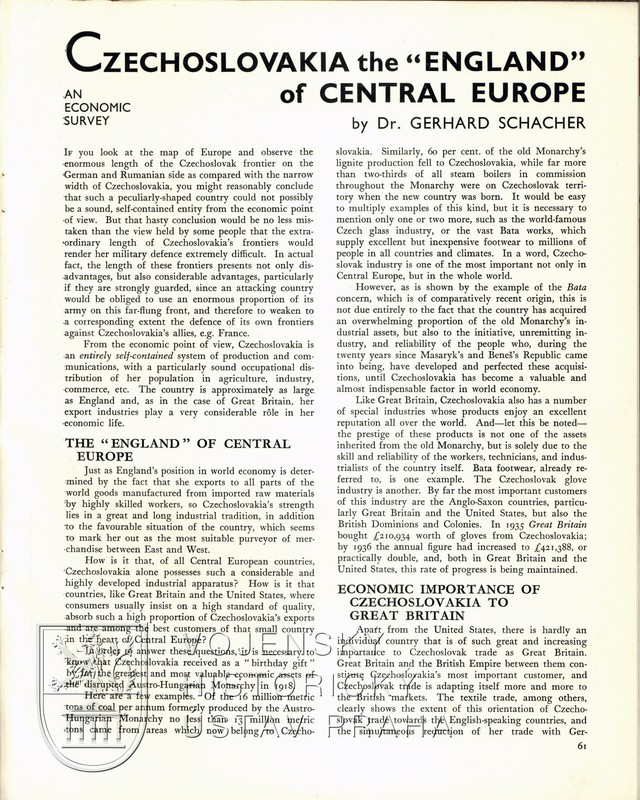 CZECHOSLOVAKIA the “ENGLAND”
of CENTRAL EUROPE
AN
ECONOMIC
SURVEY
by Dr. GERHARD SCHACHER
IF you look at the map of Europe and observe the
enormous length of the Czechoslovak frontier on the
German and Rumanian side as compared with the narrow
width of Czechoslovakia, you might reasonably conclude
that such a peculiarly-shaped country could not possibly
be a sound, self-contained entity from the economic point
of view. But that hasty conclusion would be no less mis-
taken than the view held by some people that the extra-
ordinary length of Czechoslovakia's frontiers would
render her military defence extremely difficult. In actual
fact, the length of these frontiers presents not only dis-
advantages, but also considerable advantages, particularly
if they are strongly guarded, since an attacking country
would be obliged to use an enormous proportion of its
army on this far-flung front, and therefore to weaken to
a corresponding extent the defence of its own frontiers
against Czechoslovakia's allies, e.g. France.
From the economic point of view, Czechoslovakia is
an entirely self-contained system of production and com-
munications, with a particularly sound occupational dis-
tribution of her population in agriculture, industry,
commerce, etc. The country is approximately as large
as England and, as in the case of Great Britain, her
export industries play a very considerable rôle in her
economic life.
THE “ENGLAND” OF CENTRAL
EUROPE
Just as England's position in world economy is deter-
mined by the fact that she exports to all parts of the
world goods manufactured from imported raw materials
by highly skilled workers, so Czechoslovakia's strength
lies in a great and long industrial tradition, in addition
to the favourable situation of the country, which seems
to mark her out as the most suitable purveyor of mer-
chandise between East and West.
How is it that, of all Central European countries,
Czechoslovakia alone possesses such a considerable and
highly developed industrial apparatus? How is it that
countries, like Great Britain and the United States, where
consumers usually insist on a high standard of quality,
absorb such a high proportion of Czechoslovakia's exports
and are among the best customers of that small country
in the heart of Central Europe?
In order to answer these questions, it is necessary to
know that Czechoslovakia received as a “birthday gift”
by far the greatest and most valuable economic assets of
the disrupted Austro-Hungarian Monarchy in 1918.
Here are a few examples. Of the 16 million metric
tons of coal per annum formerly produced by the Austro-
Hungarian Monarchy no less than 13 million metric
tons came from areas which now belong to Czecho-
slovakia. Similarly, 60 per cent. of the old Monarchy's
lignite production fell to Czechoslovakia, while far more
than two-thirds of all steam boilers in commission
throughout the Monarchy were on Czechoslovak terri-
tory when the new country was born. It would be easy
to multiply examples of this kind, but it is necessary to
mention only one or two more, such as the world-famous
Czech glass industry, or the vast Bata works, which
supply excellent but inexpensive footwear to millions of
people in all countries and climates. In a word, Czecho-
slovak industry is one of the most important not only in
Central Europe, but in the whole world.
However, as is shown by the example of the Bata
concern, which is of comparatively recent origin, this is
not due entirely to the fact that the country has acquired
an overwhelming proportion of the old Monarchy's in-
dustrial assets, but also to the initiative, unremitting in-
dustry, and reliability of the people who, during the
twenty years since Masaryk's and Beneš's Republic came
into being, have developed and perfected these acquisi-
tions, until Czechoslovakia has become a valuable and
almost indispensable factor in world economy.
Like Great Britain, Czechoslovakia also has a number
of special industries whose products enjoy an excellent
reputation all over the world. And—let this be noted—
the prestige of these products is not one of the assets
inherited from the old Monarchy, but is solely due to the
skill and reliability of the workers, technicians, and indus-
trialists of the country itself. Bata footwear, already re-
ferred to, is one example. The Czechoslovak glove
industry is another. By far the most important customers
of this industry are the Anglo-Saxon countries, particu-
larly Great Britain and the United States, but also the
British Dominions and Colonies. In 1935 Great Britain
bought £210,934 worth of gloves from Czechoslovakia;
by 1936 the annual figure had increased to £421,388, or
practically double, and, both in Great Britain and the
United States, this rate of progress is being maintained.
ECONOMIC IMPORTANCE OF
CZECHOSLOVAKIA TO
GREAT BRITAIN
Apart from the United States, there is hardly an
individual country that is of such great and increasing
importance to Czechoslovak trade as Great Britain.
Great Britain and the British Empire between them con-
stitute Czechoslovakia's most important customer, and
Czechoslovak trade is adapting itself more and more to
the British markets. The textile trade, among others,
clearly shows the extent of this orientation of Czecho-
slovak trade towards the English-speaking countries, and
the simultaneous reduction of her trade with Ger-
61
VOJENSKÝ
HISTORICKÝ
ÚSTAV PRAHA